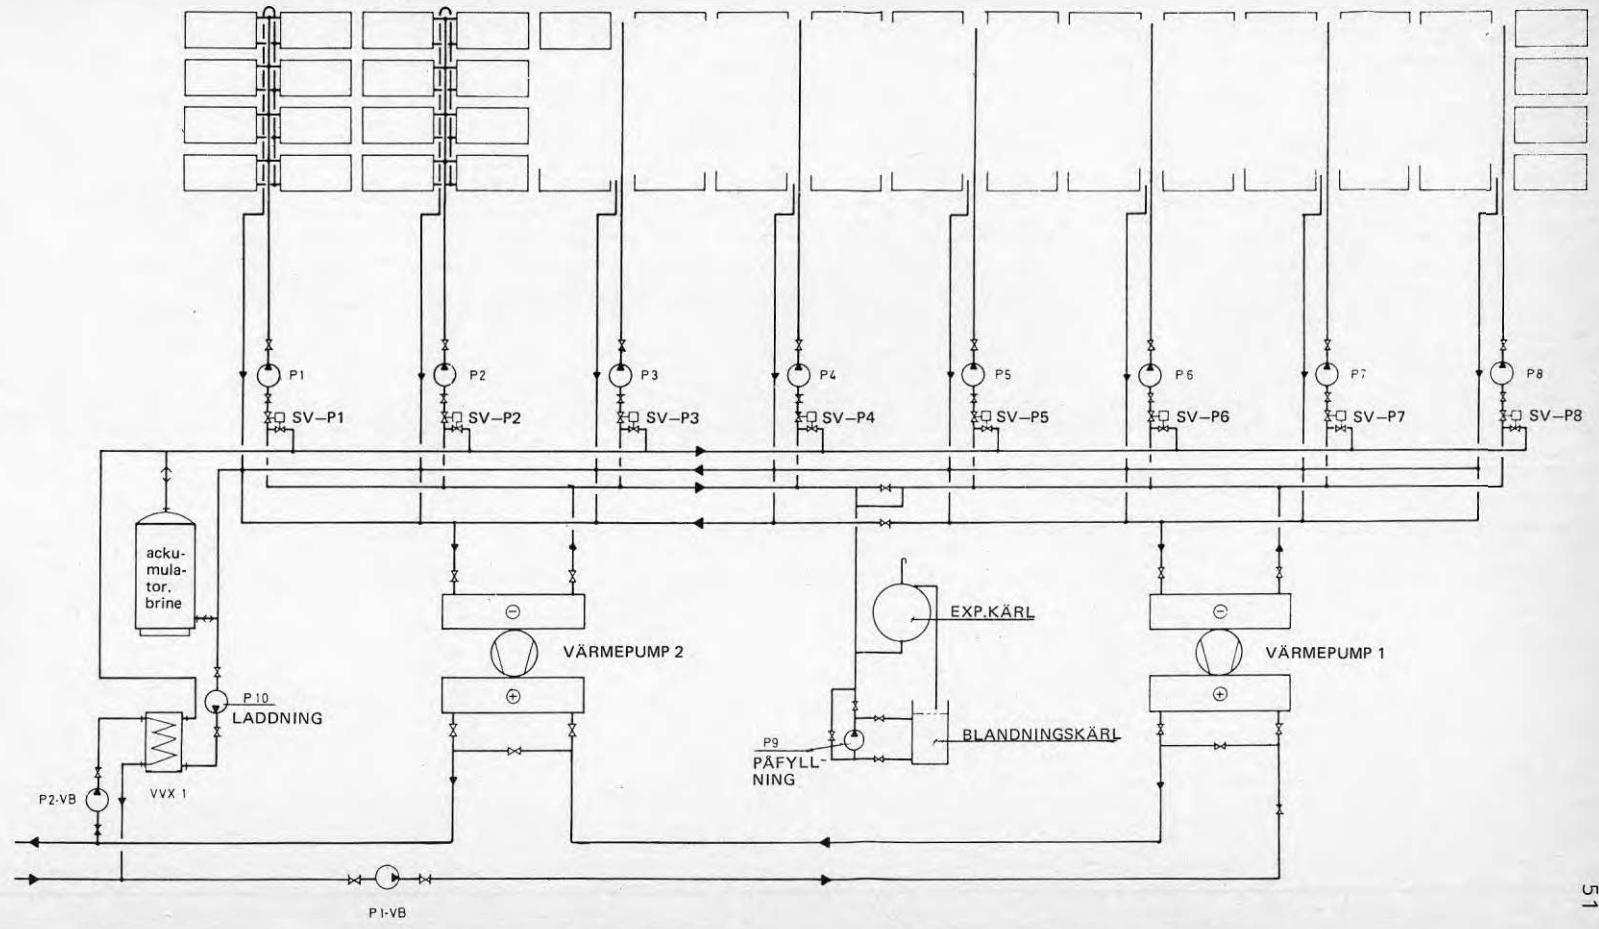 P1
P2
P3
P4
P5
P6
P7
P8
SV–P1
SV–P2
SV–P3
SV–P4
SV–P5
SV–P6
SV–P7
SV–P8
acku-
mula-
tor.
brine
EXP.KÄRL
VÄRMEPUMP 2
VÄRMEPUMP 1
P10
LADDNING
BLANDNINGSKÄRL
P9
PÅFYLL-
NING
P2-VB
VVX 1
P1-VB
51